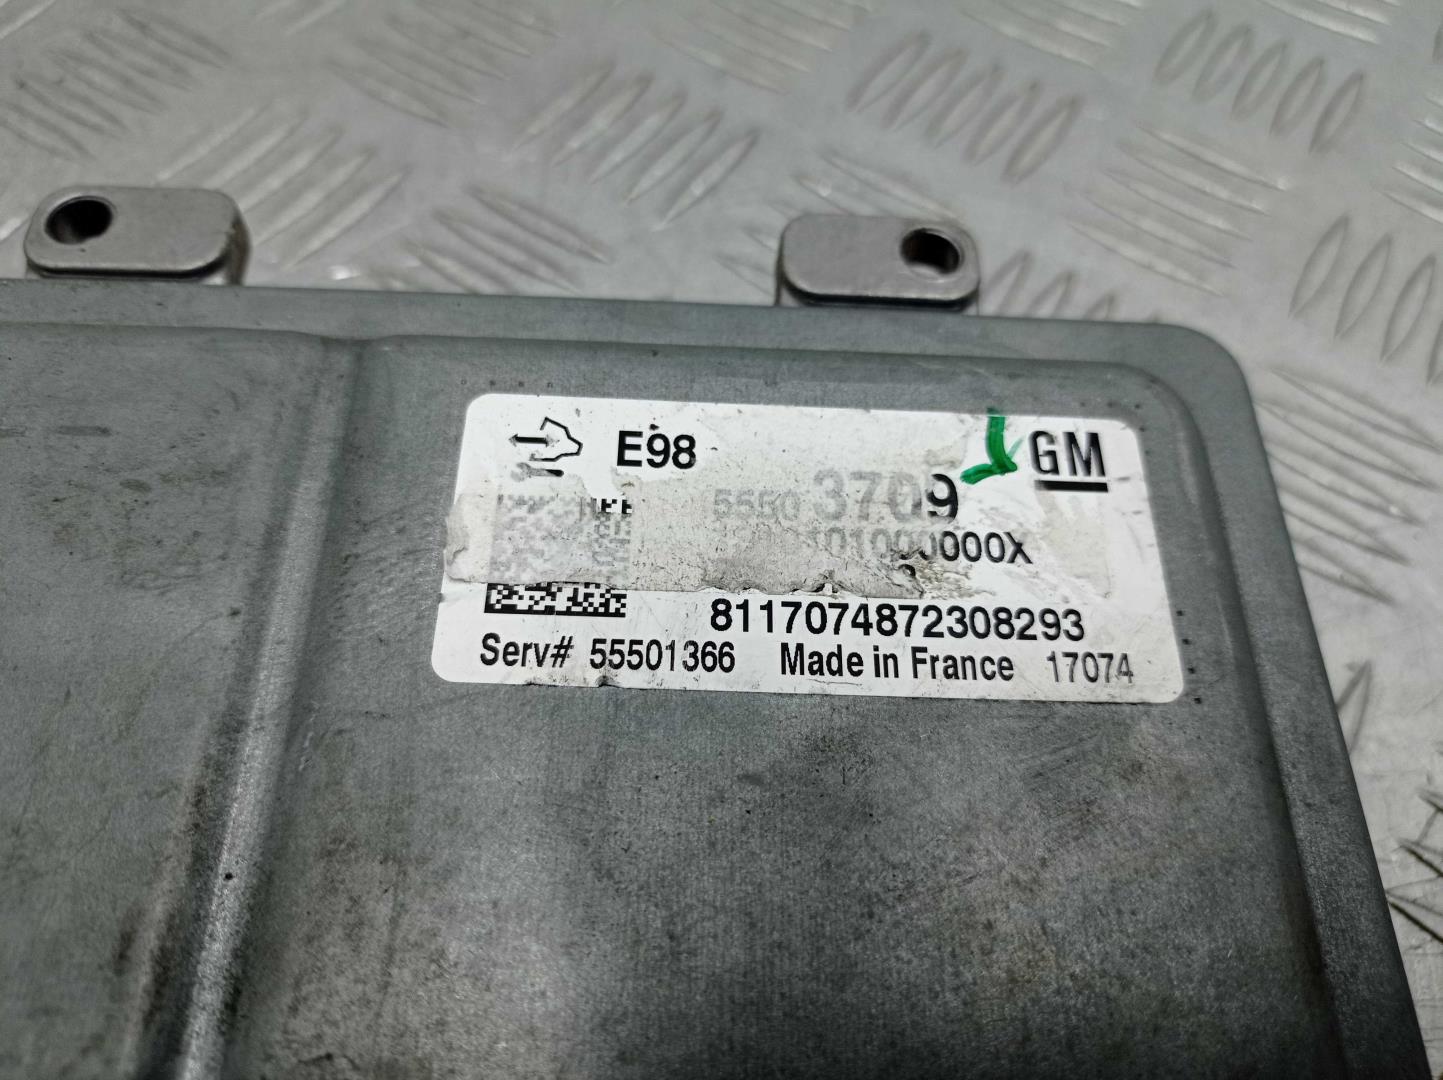 E98
GM
5550 3709
8117074872308293
Serv# 55501366 Made in France 17074